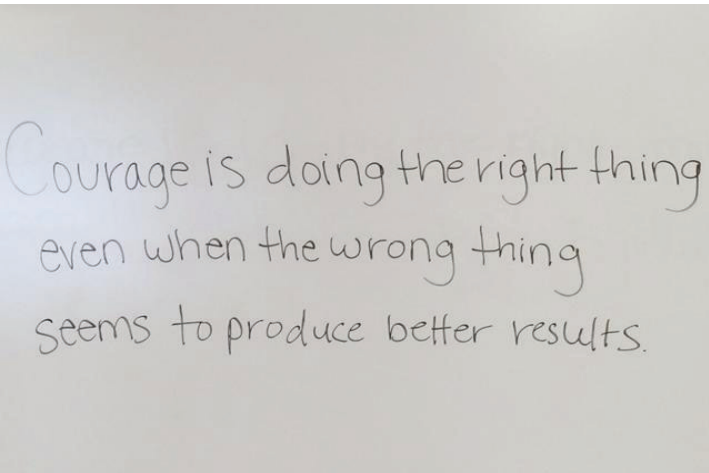 Courage is doing the right thing
even when the wrong thing
seems to produce better results.